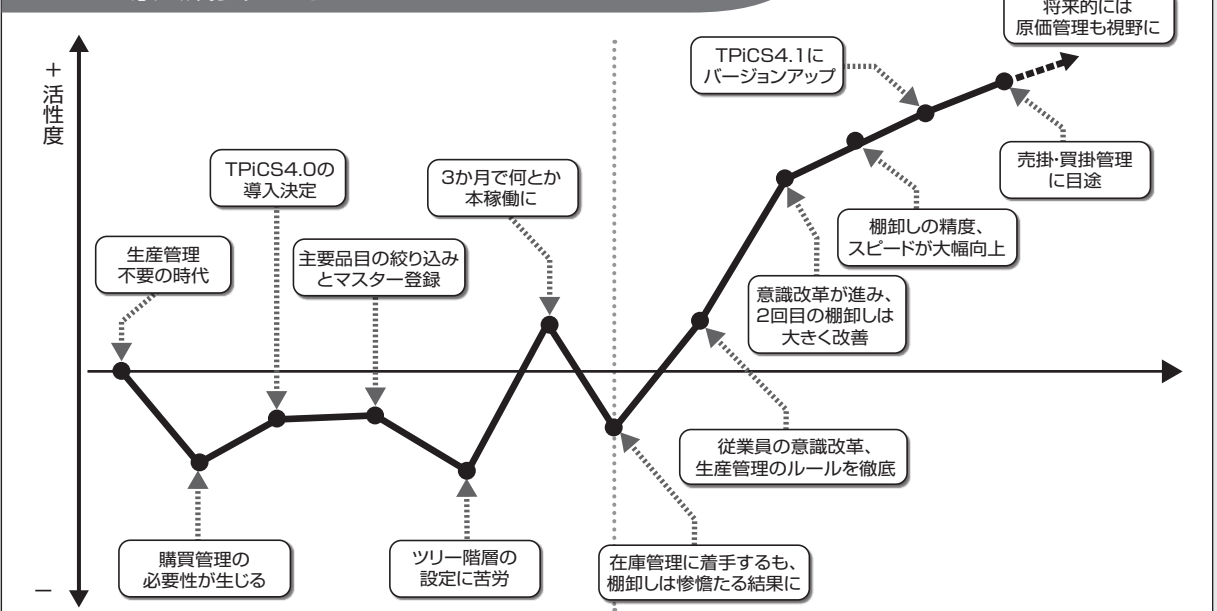 将来的には
原価管理も視野に
TPiCS4.1に
バージョンアップ
+
活性度
TPiCS4.0の
導入決定
3か月で何とか
本稼働に
売掛・買掛管理
に目途
棚卸しの精度、
スピードが大幅向上
生産管理
不要の時代
主要品目の絞り込み
とマスター登録
意識改革が進み、
2回目の棚卸しは
大きく改善
従業員の意識改革、
生産管理のルールを徹底
購買管理の
必要性が生じる
ツリー階層の
設定に苦労
在庫管理に着手するも、
棚卸しは惨憺たる結果に
−